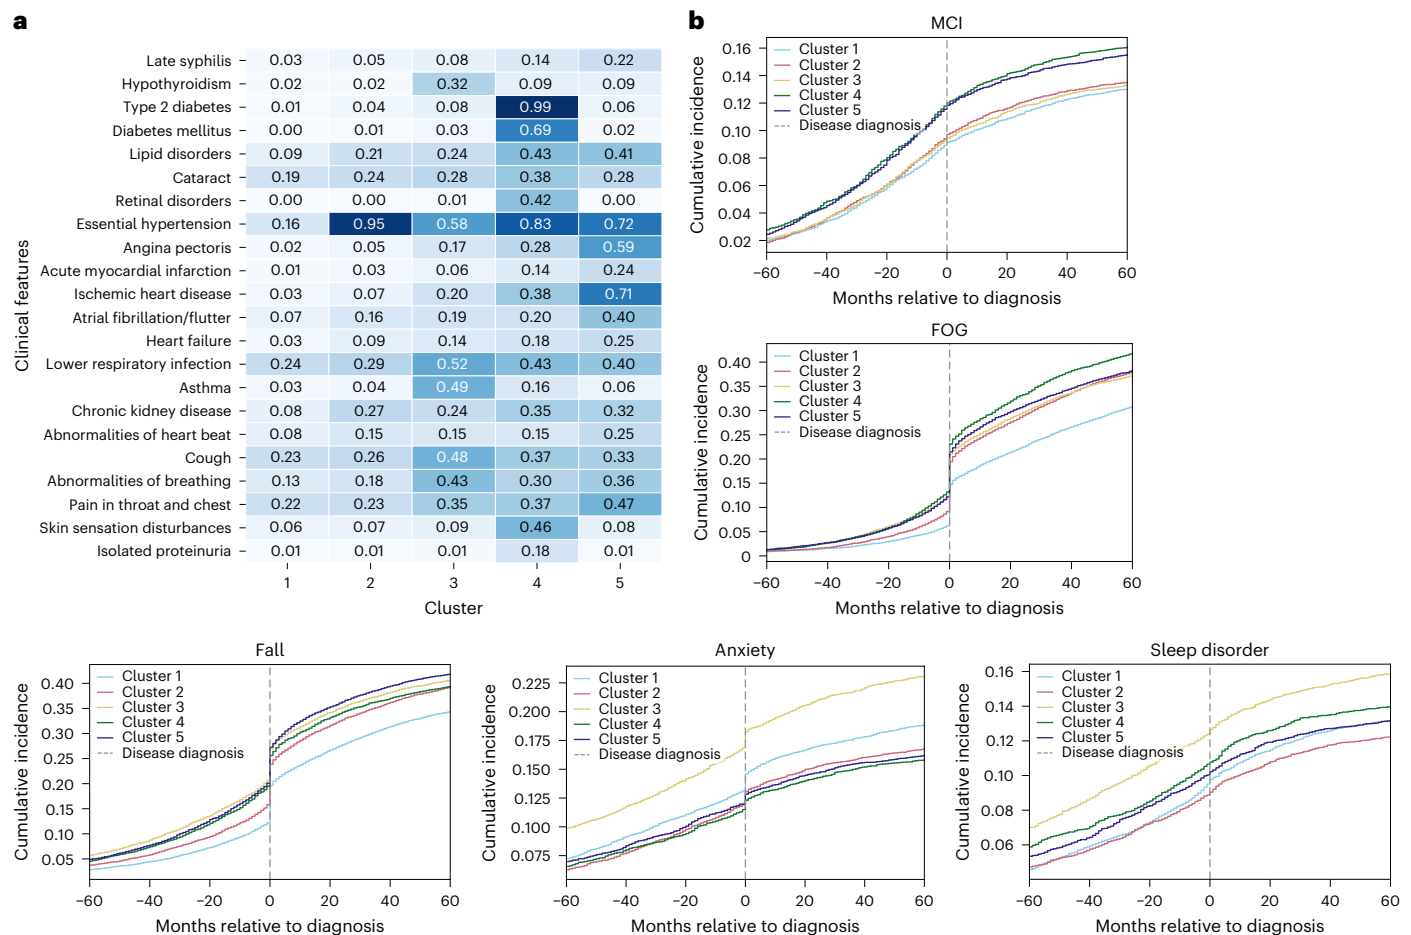 a
Clinical features
Late syphilis 0.03 0.05 0.08 0.14 0.22
Hypothyroidism 0.02 0.02 0.32 0.09 0.09
Type 2 diabetes 0.01 0.04 0.08 0.99 0.06
Diabetes mellitus 0.00 0.01 0.03 0.69 0.02
Lipid disorders 0.09 0.21 0.24 0.43 0.41
Cataract 0.19 0.24 0.28 0.38 0.28
Retinal disorders 0.00 0.00 0.01 0.42 0.00
Essential hypertension 0.16 0.95 0.58 0.83 0.72
Angina pectoris 0.02 0.05 0.17 0.28 0.59
Acute myocardial infarction 0.01 0.03 0.06 0.14 0.24
Ischemic heart disease 0.03 0.07 0.20 0.38 0.71
Atrial fibrillation/flutter 0.07 0.16 0.19 0.20 0.40
Heart failure 0.03 0.09 0.14 0.18 0.25
Lower respiratory infection 0.24 0.29 0.52 0.43 0.40
Asthma 0.03 0.04 0.49 0.16 0.06
Chronic kidney disease 0.08 0.27 0.24 0.35 0.32
Abnormalities of heart beat 0.08 0.15 0.15 0.15 0.25
Cough 0.23 0.26 0.48 0.37 0.33
Abnormalities of breathing 0.13 0.18 0.43 0.30 0.36
Pain in throat and chest 0.22 0.23 0.35 0.37 0.47
Skin sensation disturbances 0.06 0.07 0.09 0.46 0.08
Isolated proteinuria 0.01 0.01 0.01 0.18 0.01
1 2 3 4 5
Cluster
b
MCI
Cumulative incidence
0.16
0.14
0.12
0.10
0.08
0.06
0.04
0.02
Cluster 1
Cluster 2
Cluster 3
Cluster 4
Cluster 5
Disease diagnosis
−60 −40 −20 0 20 40 60
Months relative to diagnosis
FOG
Cumulative incidence
0.40
0.35
0.30
0.25
0.20
0.15
0.10
0.05
0
Cluster 1
Cluster 2
Cluster 3
Cluster 4
Cluster 5
Disease diagnosis
−60 −40 −20 0 20 40 60
Months relative to diagnosis
Fall
Cumulative incidence
0.40
0.35
0.30
0.25
0.20
0.15
0.10
0.05
Cluster 1
Cluster 2
Cluster 3
Cluster 4
Cluster 5
Disease diagnosis
−60 −40 −20 0 20 40 60
Months relative to diagnosis
Anxiety
Cumulative incidence
0.225
0.200
0.175
0.150
0.125
0.100
0.075
Cluster 1
Cluster 2
Cluster 3
Cluster 4
Cluster 5
Disease diagnosis
−60 −40 −20 0 20 40 60
Months relative to diagnosis
Sleep disorder
Cumulative incidence
0.16
0.14
0.12
0.10
0.08
0.06
Cluster 1
Cluster 2
Cluster 3
Cluster 4
Cluster 5
Disease diagnosis
−60 −40 −20 0 20 40 60
Months relative to diagnosis